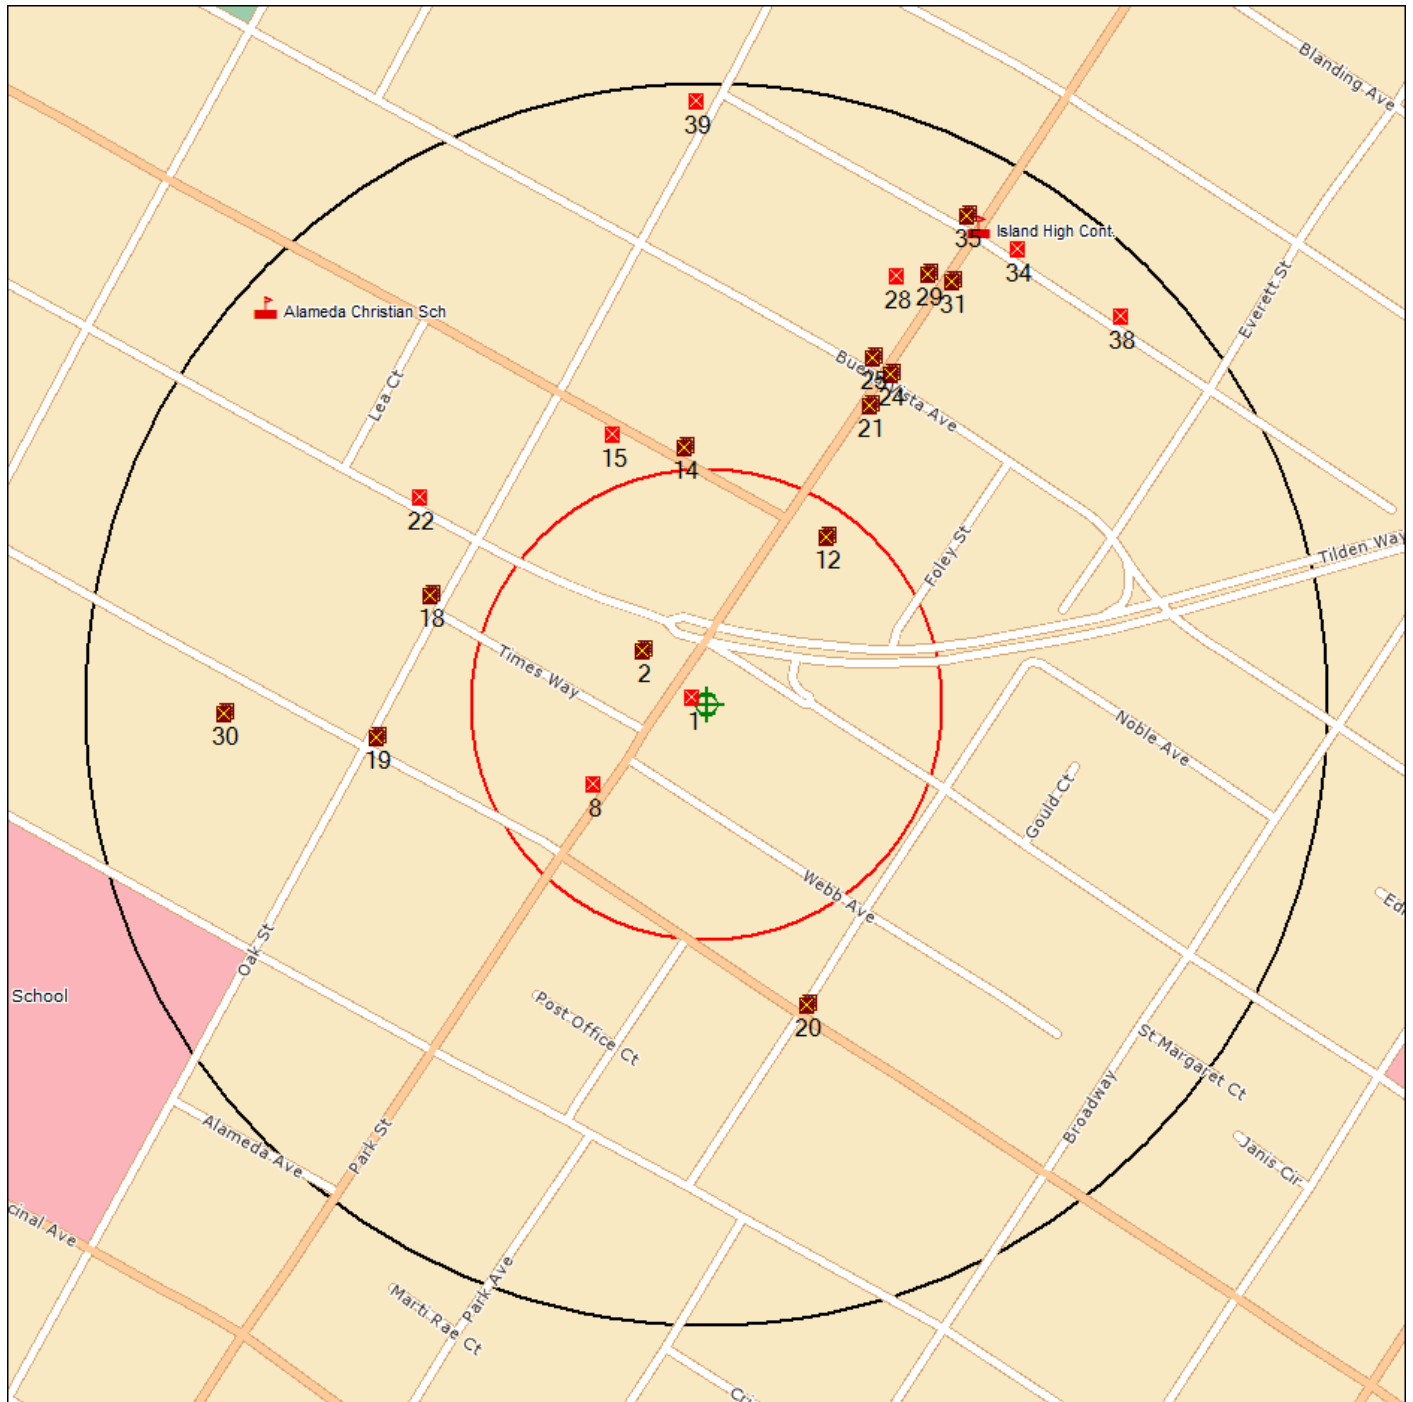 Blanding Ave
39
35
Island High Cont.
34
28
29
31
Everett St
Alameda Christian Sch
38
Buena Vista Ave
25
24
Lea Ct
21
15
14
22
12
Foley St
Tilden Way
18
2
Times Way
1
30
19
Noble Ave
8
Gould Ct
Webb Ave
Oak St
School
Post Office Ct
20
St Margaret Ct
Broadway
Alameda Ave
Park St
Janis Cir
cinal Ave
Park Ave
Marti Rae Ct